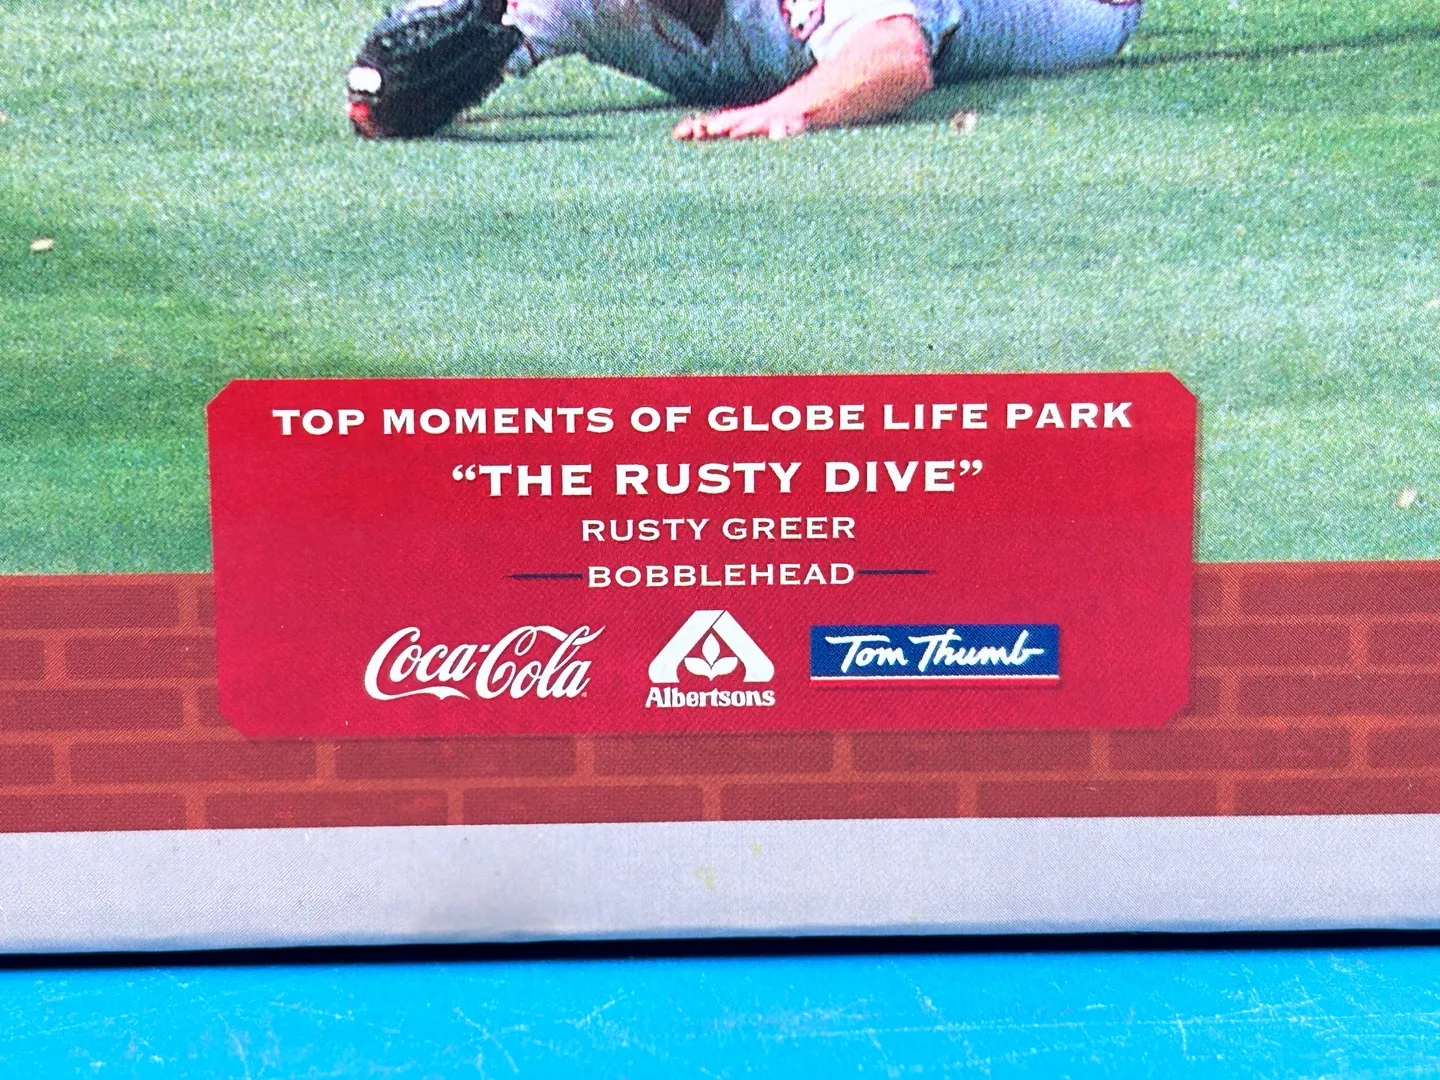 TOP MOMENTS OF GLOBE LIFE PARK
“THE RUSTY DIVE”
RUSTY GREER
BOBBLEHEAD
Coca-Cola Albertsons Tom Thumb